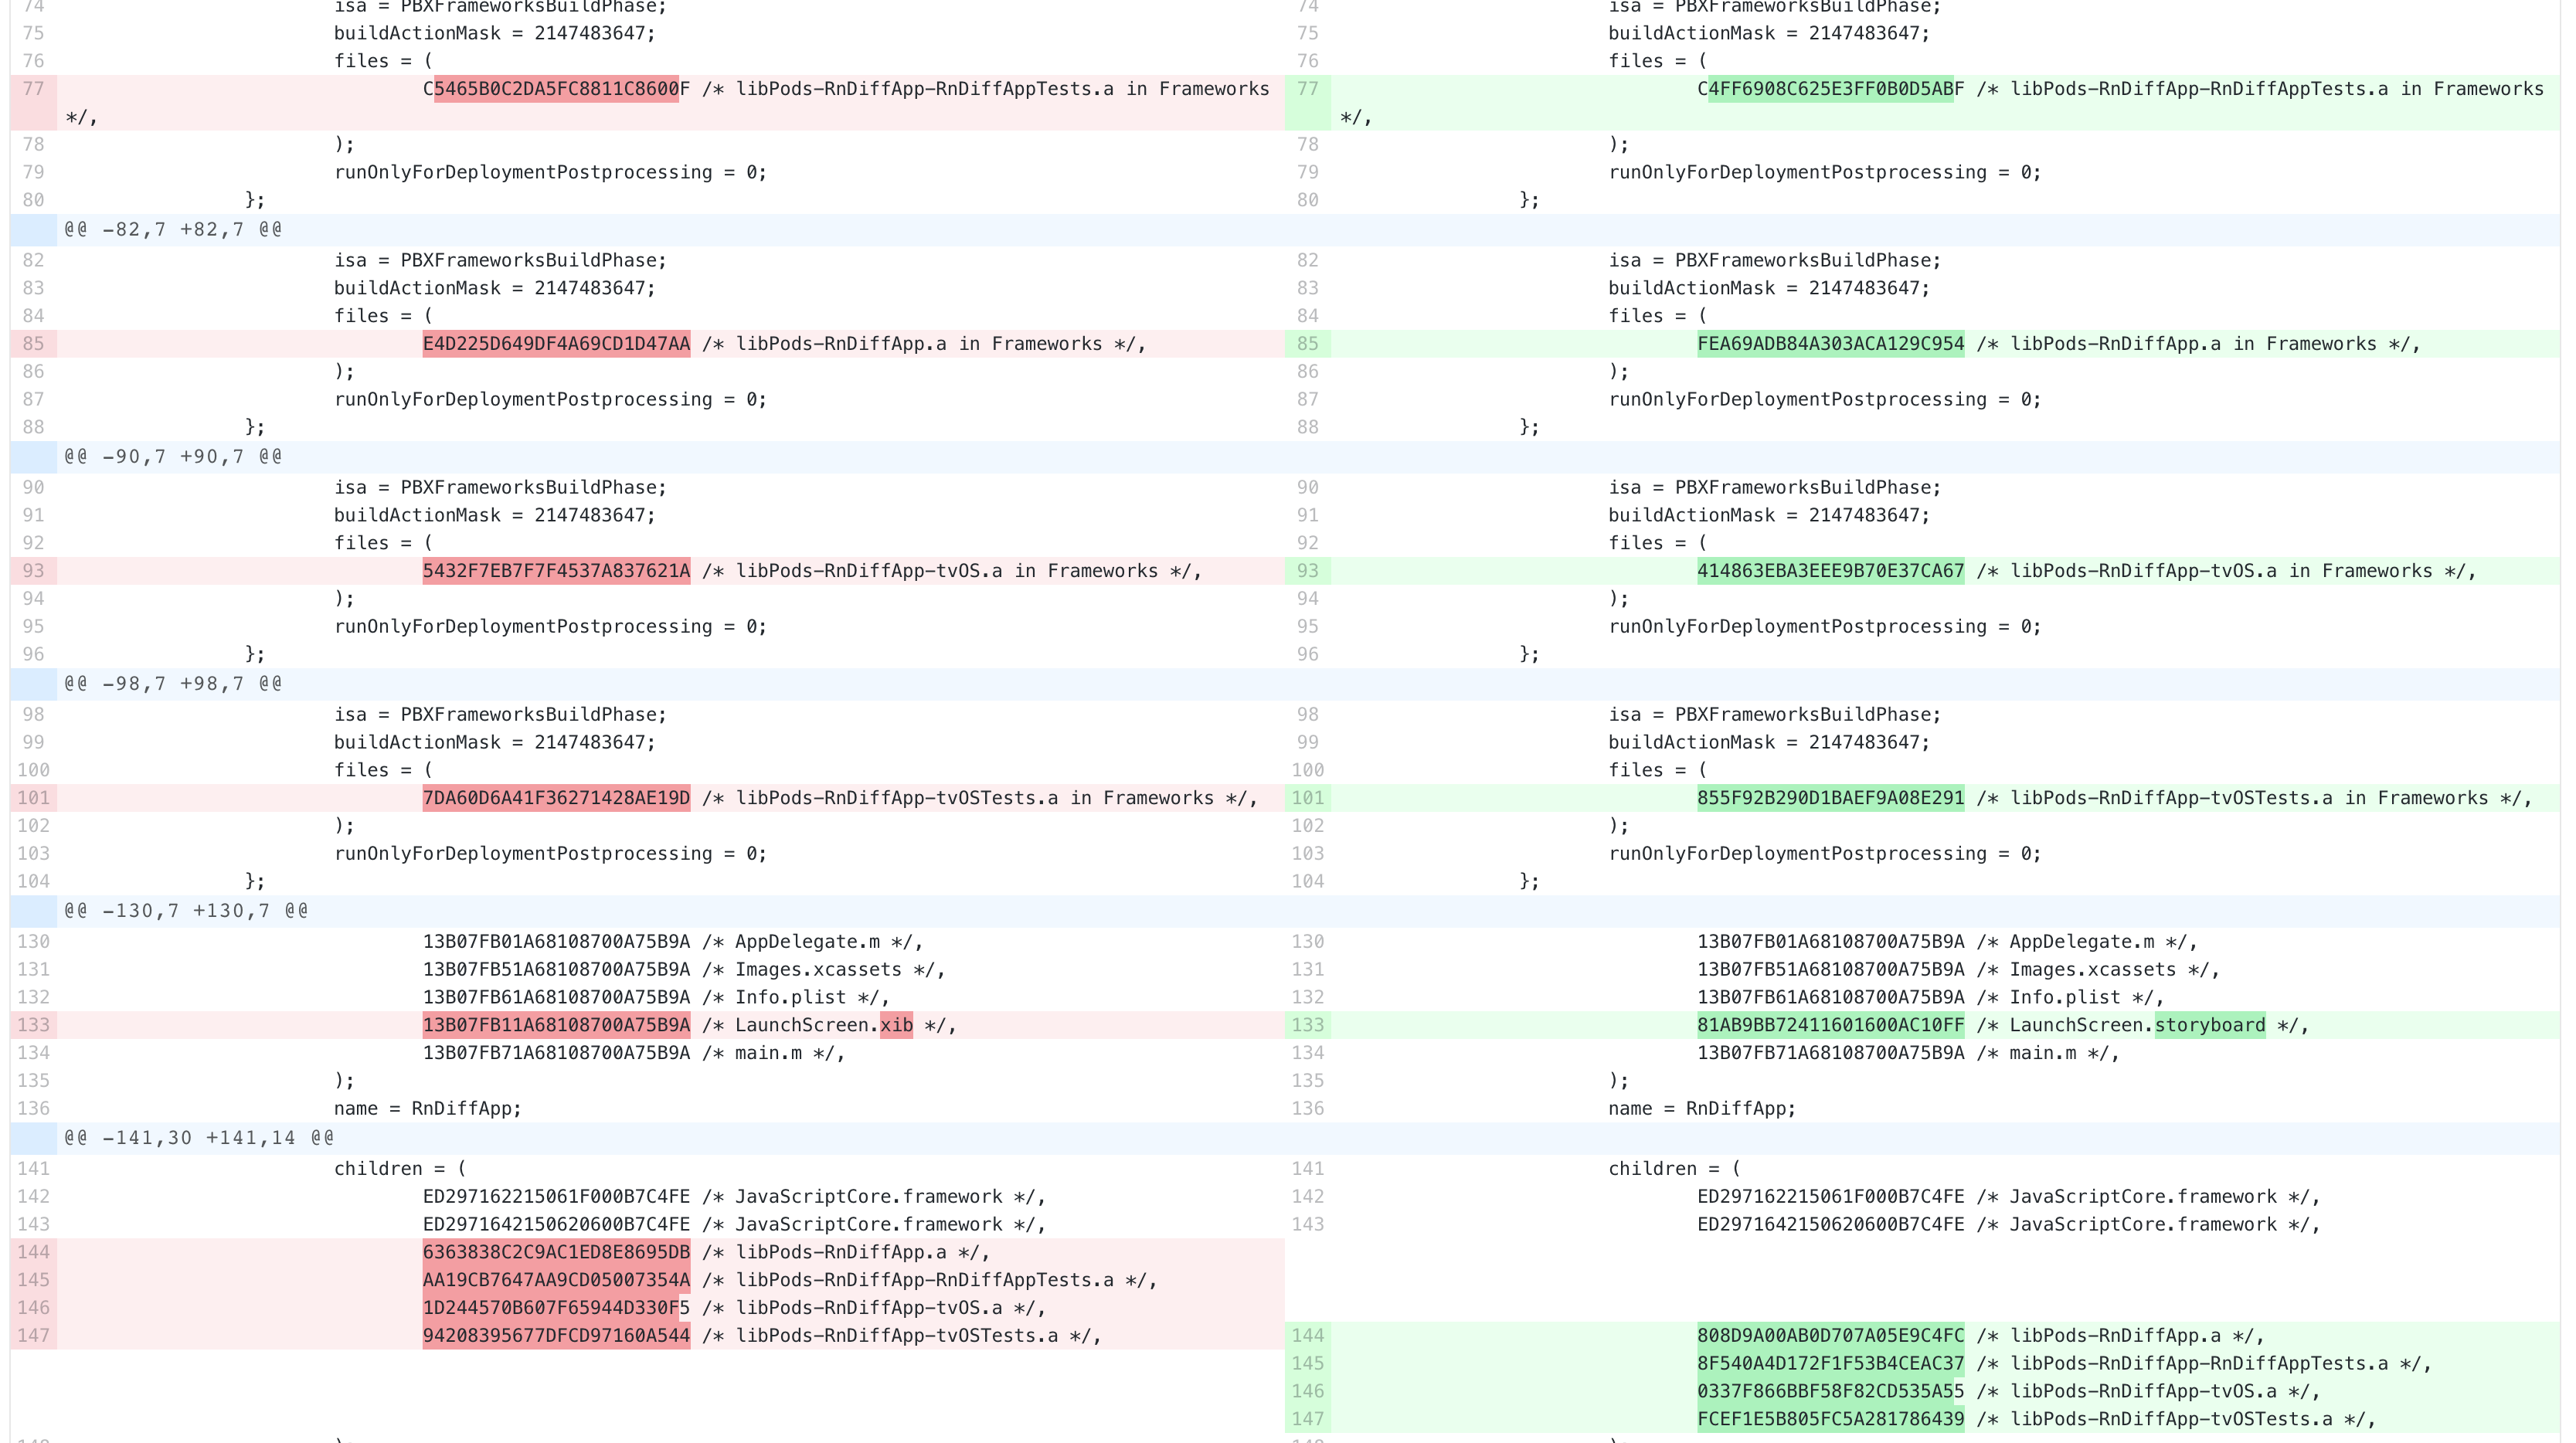 74 isa = PBXFrameworksBuildPhase; 74 isa = PBXFrameworksBuildPhase;
75 buildActionMask = 2147483647; 75 buildActionMask = 2147483647;
76 files = ( 76 files = (
77 C5465B0C2DA5FC8811C8600F /* libPods-RnDiffApp-RnDiffAppTests.a in Frameworks 77 C4FF6908C625E3FF0B0D5ABF /* libPods-RnDiffApp-RnDiffAppTests.a in Frameworks
*/, */,
78 ); 78 );
79 runOnlyForDeploymentPostprocessing = 0; 79 runOnlyForDeploymentPostprocessing = 0;
80 }; 80 };
@@ -82,7 +82,7 @@
82 isa = PBXFrameworksBuildPhase; 82 isa = PBXFrameworksBuildPhase;
83 buildActionMask = 2147483647; 83 buildActionMask = 2147483647;
84 files = ( 84 files = (
85 E4D225D649DF4A69CD1D47AA /* libPods-RnDiffApp.a in Frameworks */, 85 FEA69ADB84A303ACA129C954 /* libPods-RnDiffApp.a in Frameworks */,
86 ); 86 );
87 runOnlyForDeploymentPostprocessing = 0; 87 runOnlyForDeploymentPostprocessing = 0;
88 }; 88 };
@@ -90,7 +90,7 @@
90 isa = PBXFrameworksBuildPhase; 90 isa = PBXFrameworksBuildPhase;
91 buildActionMask = 2147483647; 91 buildActionMask = 2147483647;
92 files = ( 92 files = (
93 5432F7EB7F7F4537A837621A /* libPods-RnDiffApp-tvOS.a in Frameworks */, 93 414863EBA3EEE9B70E37CA67 /* libPods-RnDiffApp-tvOS.a in Frameworks */,
94 ); 94 );
95 runOnlyForDeploymentPostprocessing = 0; 95 runOnlyForDeploymentPostprocessing = 0;
96 }; 96 };
@@ -98,7 +98,7 @@
98 isa = PBXFrameworksBuildPhase; 98 isa = PBXFrameworksBuildPhase;
99 buildActionMask = 2147483647; 99 buildActionMask = 2147483647;
100 files = ( 100 files = (
101 7DA60D6A41F36271428AE19D /* libPods-RnDiffApp-tvOSTests.a in Frameworks */, 101 855F92B290D1BAEF9A08E291 /* libPods-RnDiffApp-tvOSTests.a in Frameworks */,
102 ); 102 );
103 runOnlyForDeploymentPostprocessing = 0; 103 runOnlyForDeploymentPostprocessing = 0;
104 }; 104 };
@@ -130,7 +130,7 @@
130 13B07FB01A68108700A75B9A /* AppDelegate.m */, 130 13B07FB01A68108700A75B9A /* AppDelegate.m */,
131 13B07FB51A68108700A75B9A /* Images.xcassets */, 131 13B07FB51A68108700A75B9A /* Images.xcassets */,
132 13B07FB61A68108700A75B9A /* Info.plist */, 132 13B07FB61A68108700A75B9A /* Info.plist */,
133 13B07FB11A68108700A75B9A /* LaunchScreen.xib */, 133 81AB9BB72411601600AC10FF /* LaunchScreen.storyboard */,
134 13B07FB71A68108700A75B9A /* main.m */, 134 13B07FB71A68108700A75B9A /* main.m */,
135 ); 135 );
136 name = RnDiffApp; 136 name = RnDiffApp;
@@ -141,30 +141,14 @@
141 children = ( 141 children = (
142 ED297162215061F000B7C4FE /* JavaScriptCore.framework */, 142 ED297162215061F000B7C4FE /* JavaScriptCore.framework */,
143 ED2971642150620600B7C4FE /* JavaScriptCore.framework */, 143 ED2971642150620600B7C4FE /* JavaScriptCore.framework */,
144 6363838C2C9AC1ED8E8695DB /* libPods-RnDiffApp.a */,
145 AA19CB7647AA9CD05007354A /* libPods-RnDiffApp-RnDiffAppTests.a */,
146 1D244570B607F65944D330F5 /* libPods-RnDiffApp-tvOS.a */,
147 94208395677DFCD97160A544 /* libPods-RnDiffApp-tvOSTests.a */, 144 808D9A00AB0D707A05E9C4FC /* libPods-RnDiffApp.a */,
145 8F540A4D172F1F53B4CEAC37 /* libPods-RnDiffApp-RnDiffAppTests.a */,
146 0337F866BBF58F82CD535A55 /* libPods-RnDiffApp-tvOS.a */,
147 FCEF1E5B805FC5A281786439 /* libPods-RnDiffApp-tvOSTests.a */,